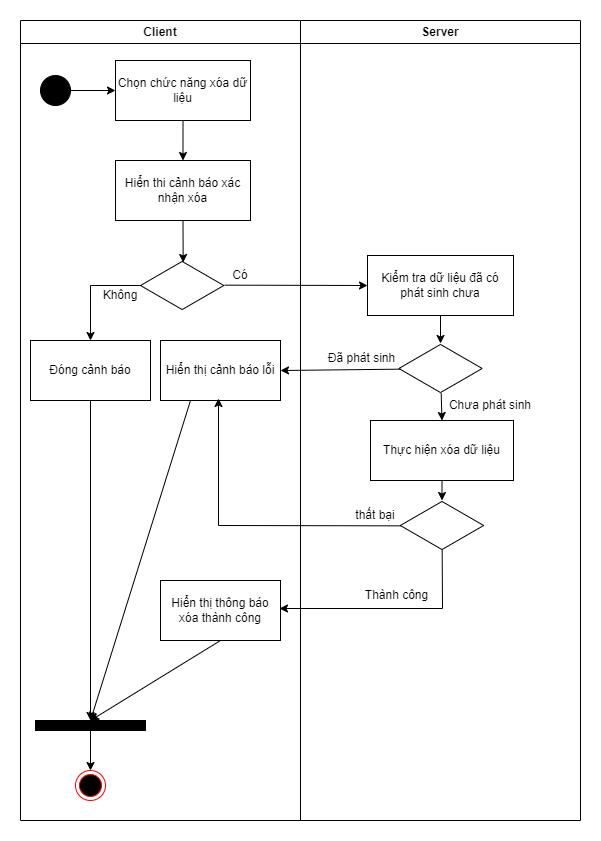 Client
Server
Chọn chức năng xóa dữ
liệu
Hiển thi cảnh báo xác
nhận xóa
Có
Không
Kiểm tra dữ liệu đã có
phát sinh chưa
Đóng cảnh báo
Hiển thị cảnh báo lỗi
Đã phát sinh
Chưa phát sinh
Thực hiện xóa dữ liệu
thất bại
Hiển thị thông báo
xóa thành công
Thành công